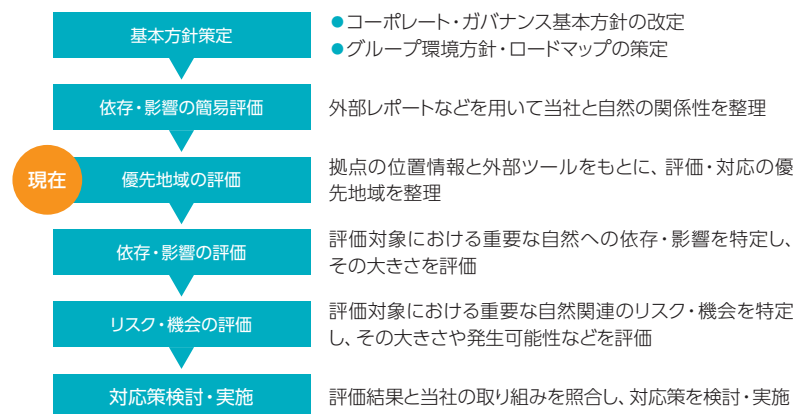 基本方針策定
●コーポレート・ガバナンス基本方針の改定
●グループ環境方針・ロードマップの策定
依存・影響の簡易評価
外部レポートなどを用いて当社と自然の関係性を整理
現在
優先地域の評価
拠点の位置情報と外部ツールをもとに、評価・対応の優
先地域を整理
依存・影響の評価
評価対象における重要な自然への依存・影響を特定し、
その大きさを評価
リスク・機会の評価
評価対象における重要な自然関連のリスク・機会を特定
し、その大きさや発生可能性などを評価
対応策検討・実施
評価結果と当社の取り組みを照合し、対応策を検討・実施